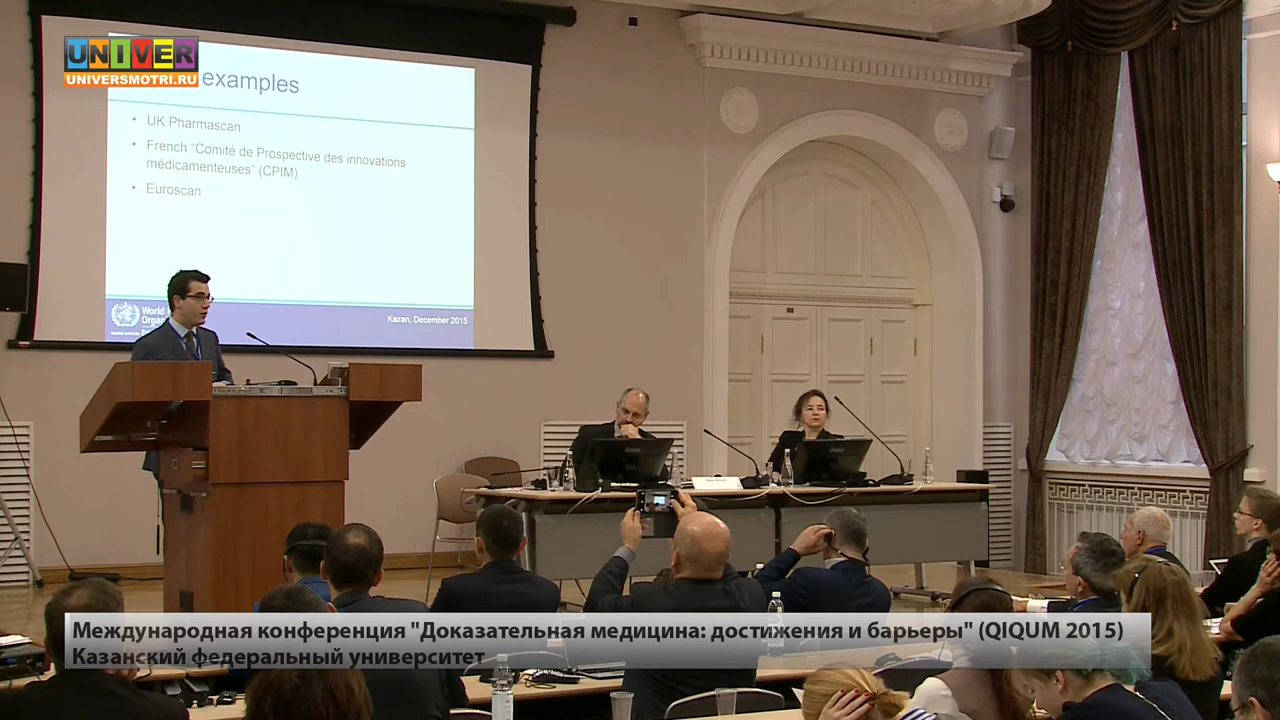 UNIVER
UNIVERSMOTRI.RU
examples
• UK Pharmascan
• French “Comité de Prospective des innovations
médicamenteuses” (CPIM)
• Euroscan
World
Organ
Kazan, December 2015
Международная конференция "Доказательная медицина: достижения и барьеры" (QIQUM 2015)
Казанский федеральный университет